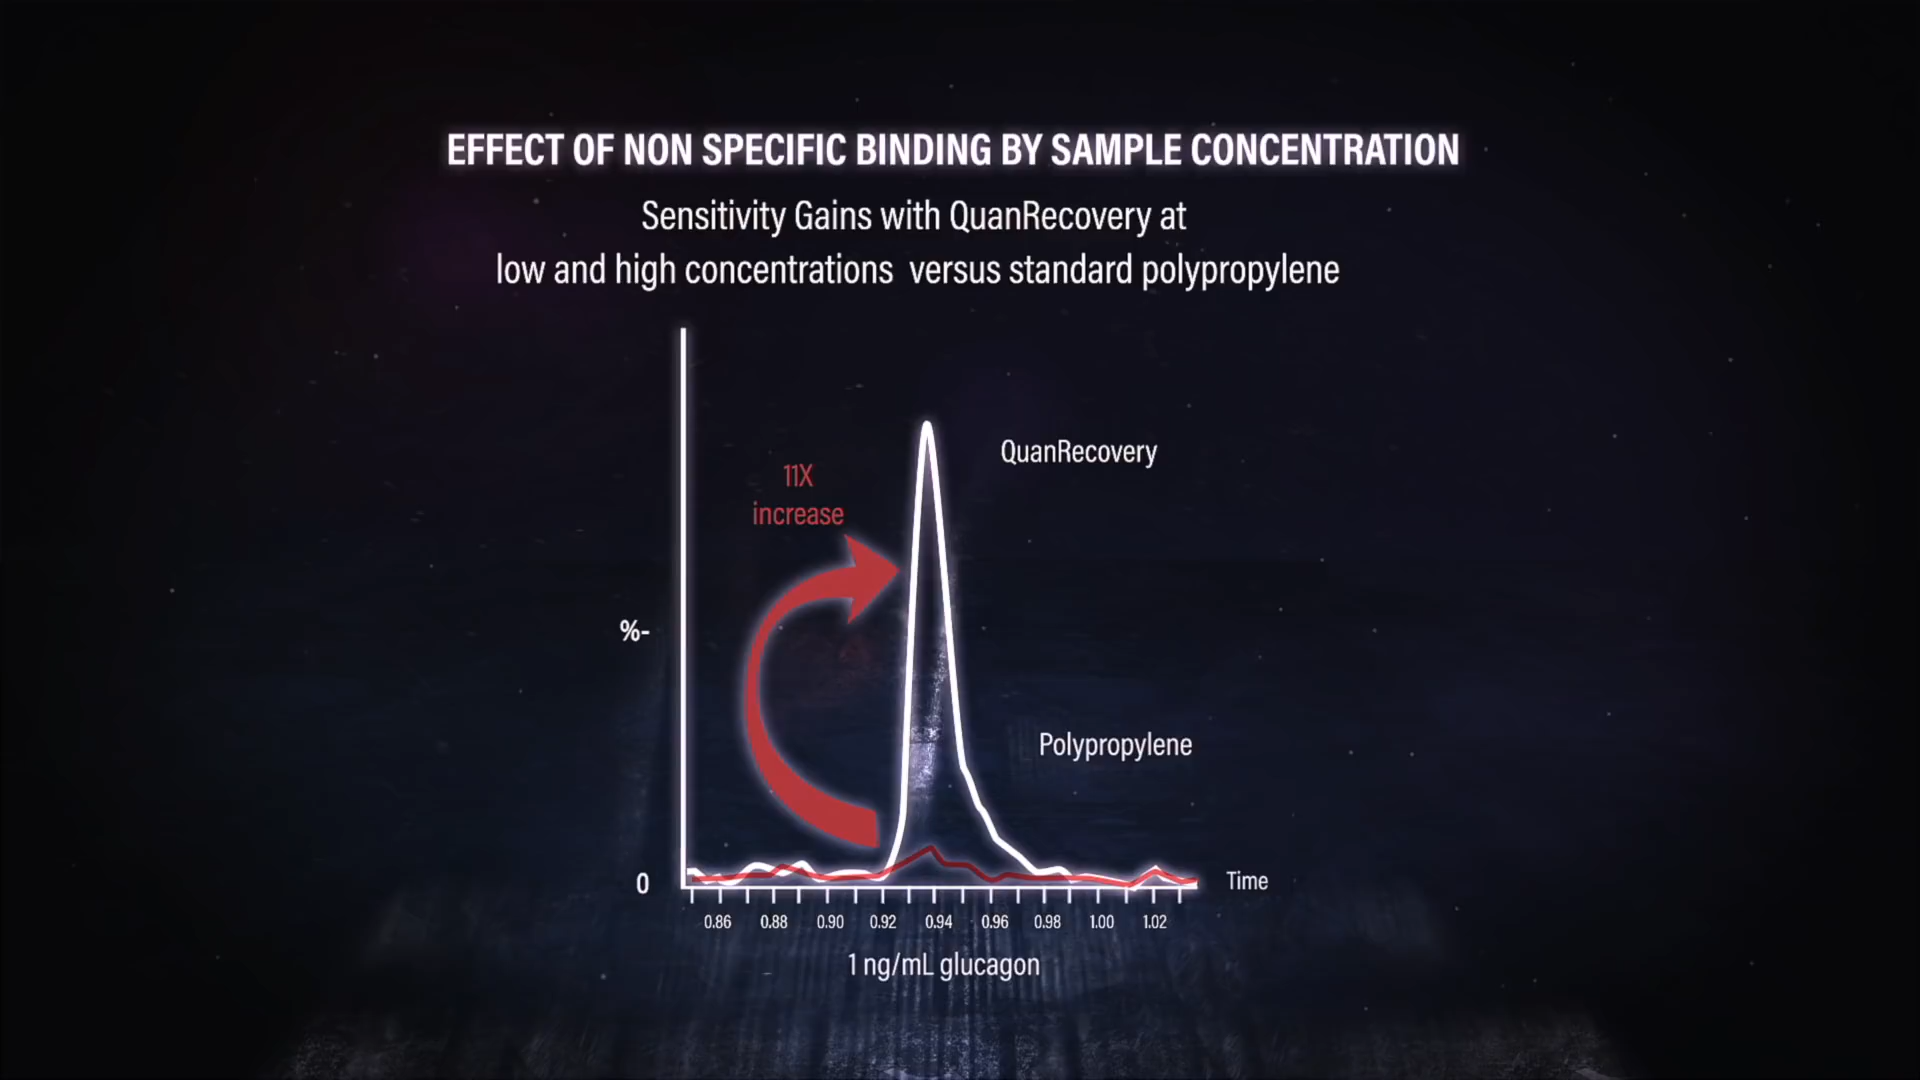 EFFECT OF NON SPECIFIC BINDING BY SAMPLE CONCENTRATION
Sensitivity Gains with QuanRecovery at
low and high concentrations versus standard polypropylene
QuanRecovery
11X
increase
%-
Polypropylene
0
Time
0.86 0.88 0.90 0.92 0.94 0.96 0.98 1.00 1.02
1 ng/mL glucagon